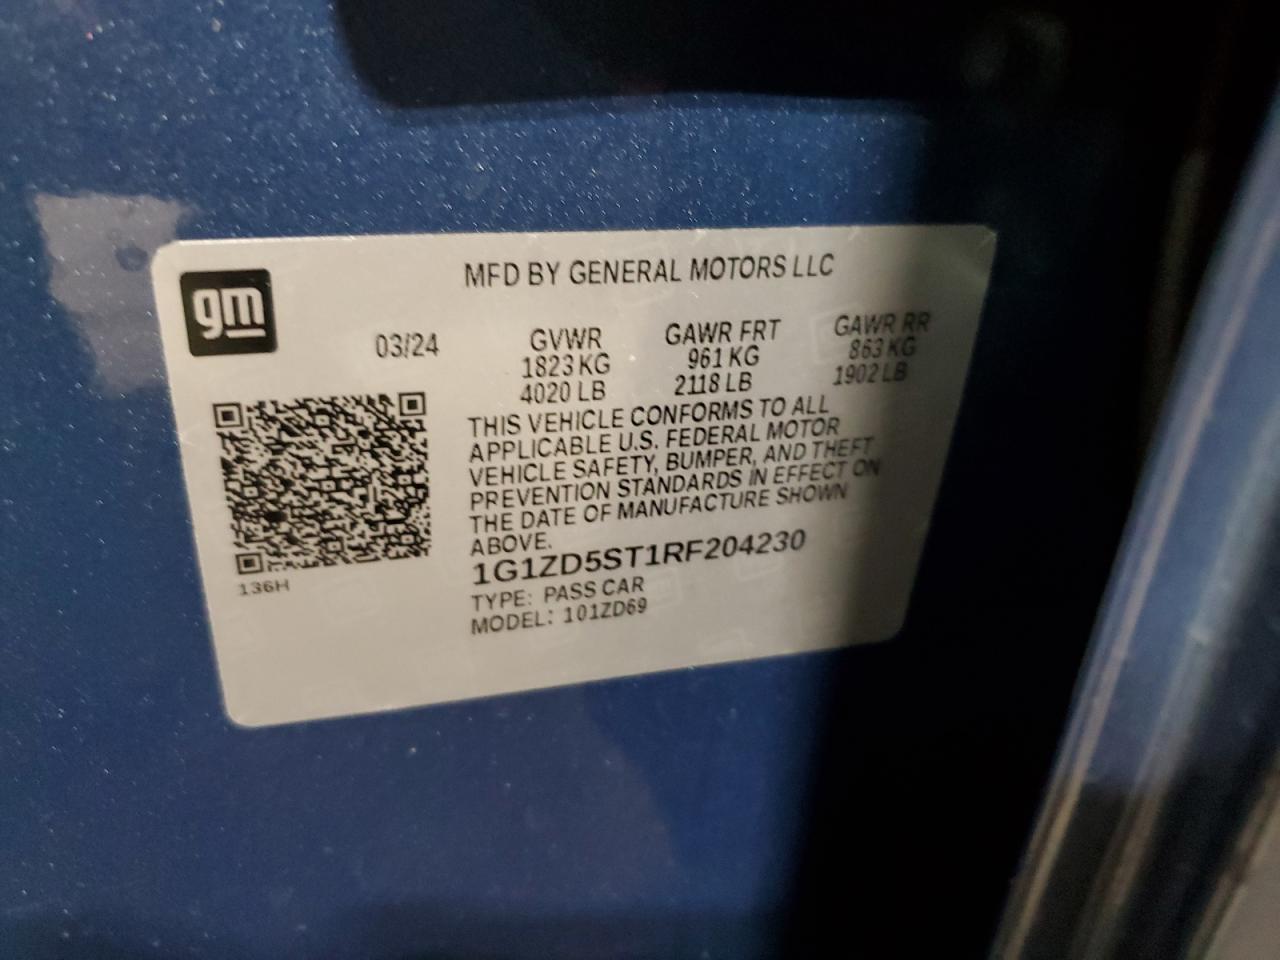 gm
MFD BY GENERAL MOTORS LLC
03/24
GVWR
1823 KG
4020 LB
GAWR FRT
961 KG
2118 LB
GAWR RR
863 KG
1902 LB
THIS VEHICLE CONFORMS TO ALL
APPLICABLE U.S. FEDERAL MOTOR
VEHICLE SAFETY, BUMPER, AND THEFT
PREVENTION STANDARDS IN EFFECT ON
THE DATE OF MANUFACTURE SHOWN
ABOVE.
1G1ZD5ST1RF204230
TYPE: PASS CAR
MODEL: 101ZD69
136H